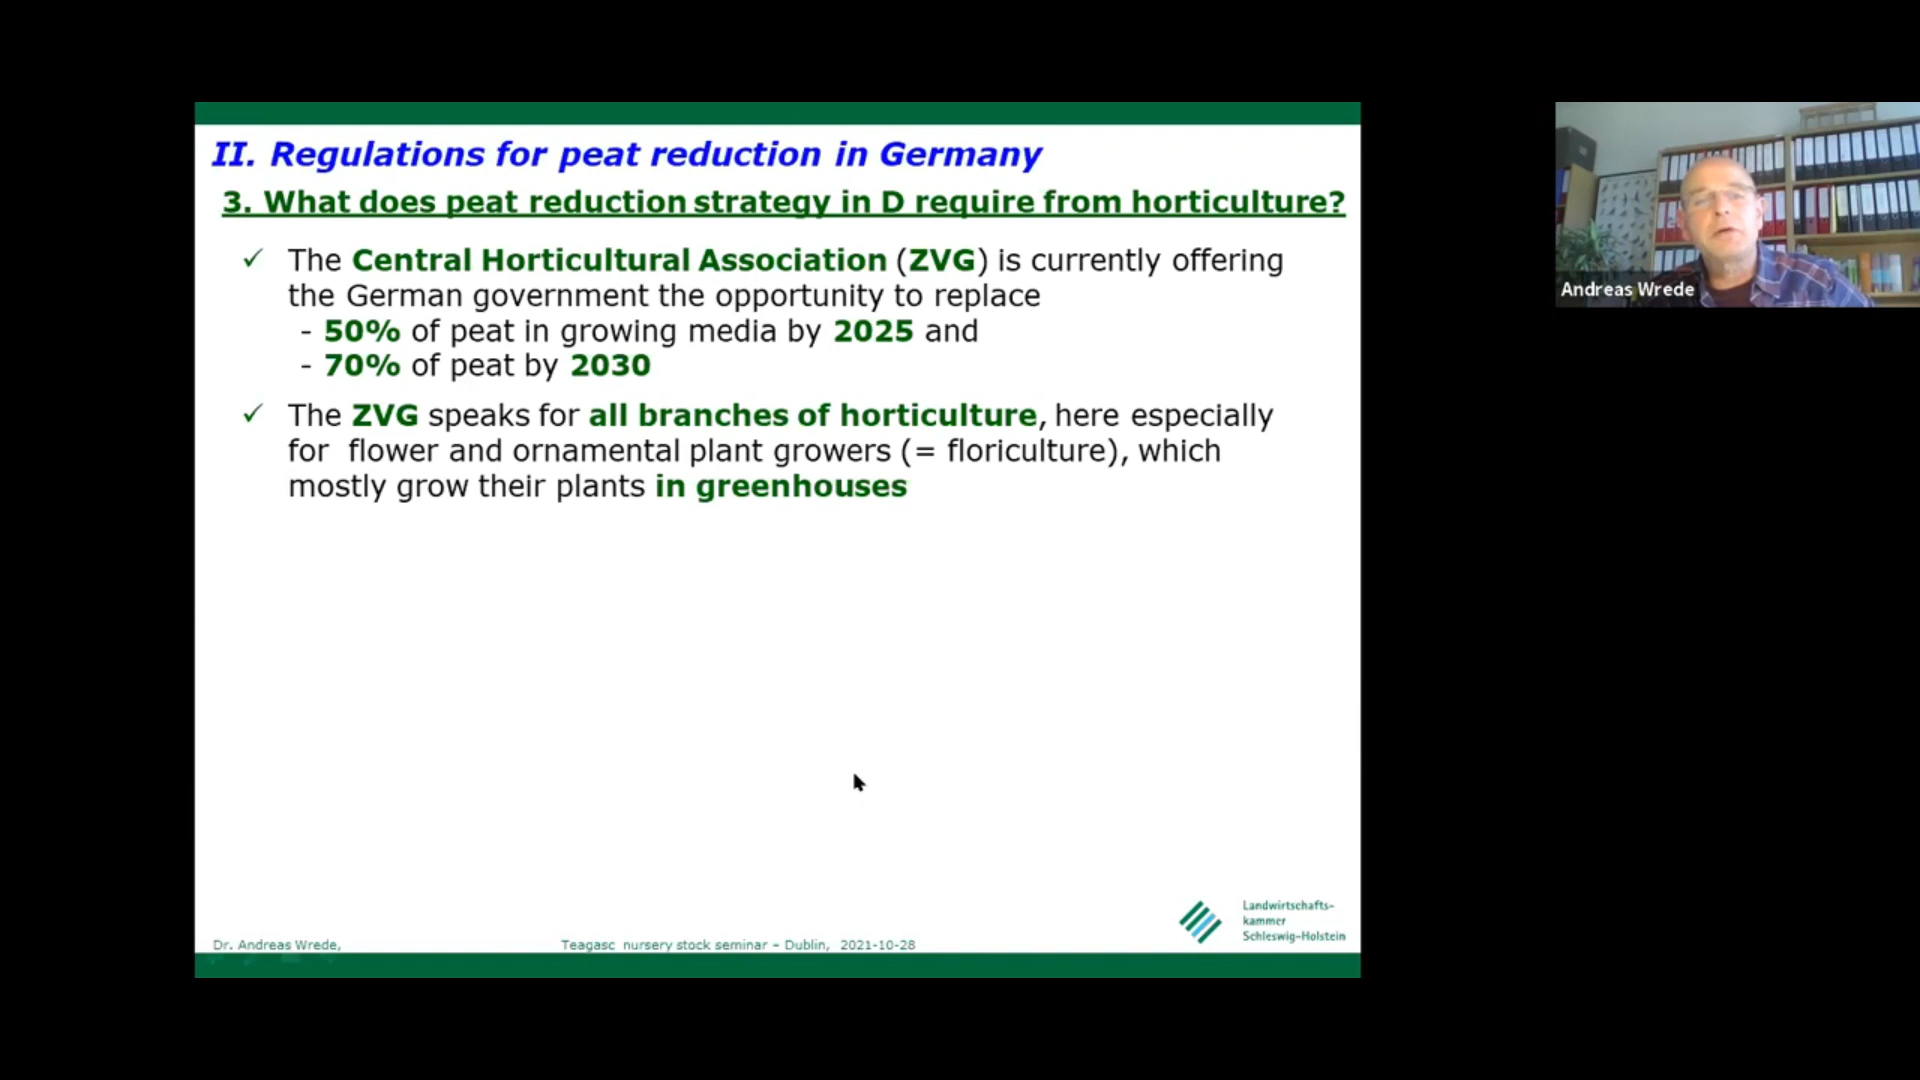 II. Regulations for peat reduction in Germany
3. What does peat reduction strategy in D require from horticulture?
✓ The Central Horticultural Association (ZVG) is currently offering
the German government the opportunity to replace
- 50% of peat in growing media by 2025 and
- 70% of peat by 2030
✓ The ZVG speaks for all branches of horticulture, here especially
for flower and ornamental plant growers (= floriculture), which
mostly grow their plants in greenhouses
Landwirtschafts-
kammer
Schleswig-Holstein
Dr. Andreas Wrede,
Teagasc nursery stock seminar – Dublin, 2021-10-28
Andreas Wrede